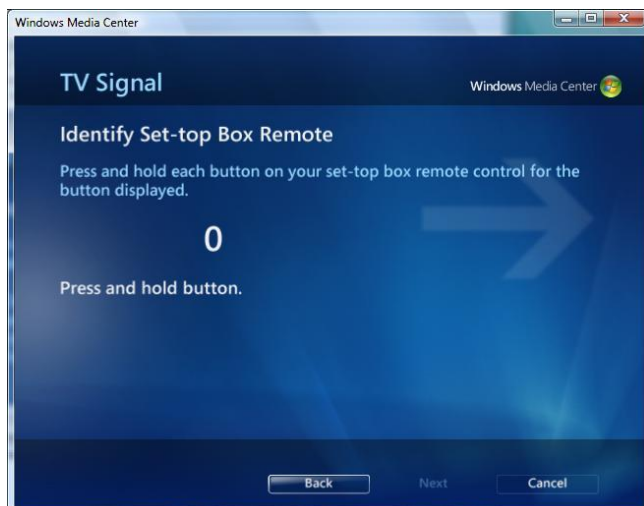 Windows Media Center
TV Signal
Windows Media Center
Identify Set-top Box Remote
Press and hold each button on your set-top box remote control for the
button displayed.
0
Press and hold button.
Back Next Cancel